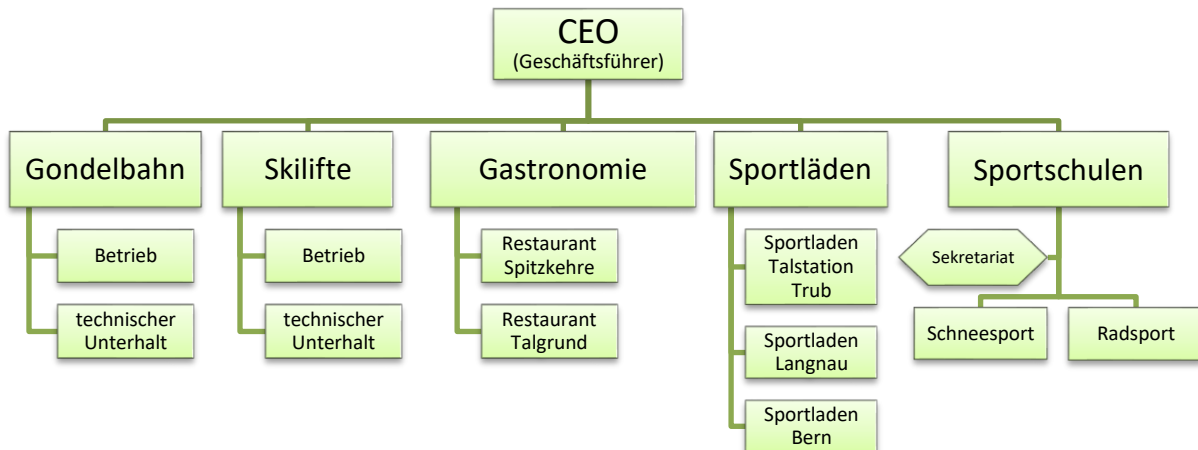 CEO
(Geschäftsführer)
Gondelbahn
Skilifte
Gastronomie
Sportläden
Sportschulen
Betrieb
technischer
Unterhalt
Betrieb
technischer
Unterhalt
Restaurant
Spitzkehre
Restaurant
Talgrund
Sportladen
Talstation
Trub
Sportladen
Langnau
Sportladen
Bern
Sekretariat
Schneesport
Radsport